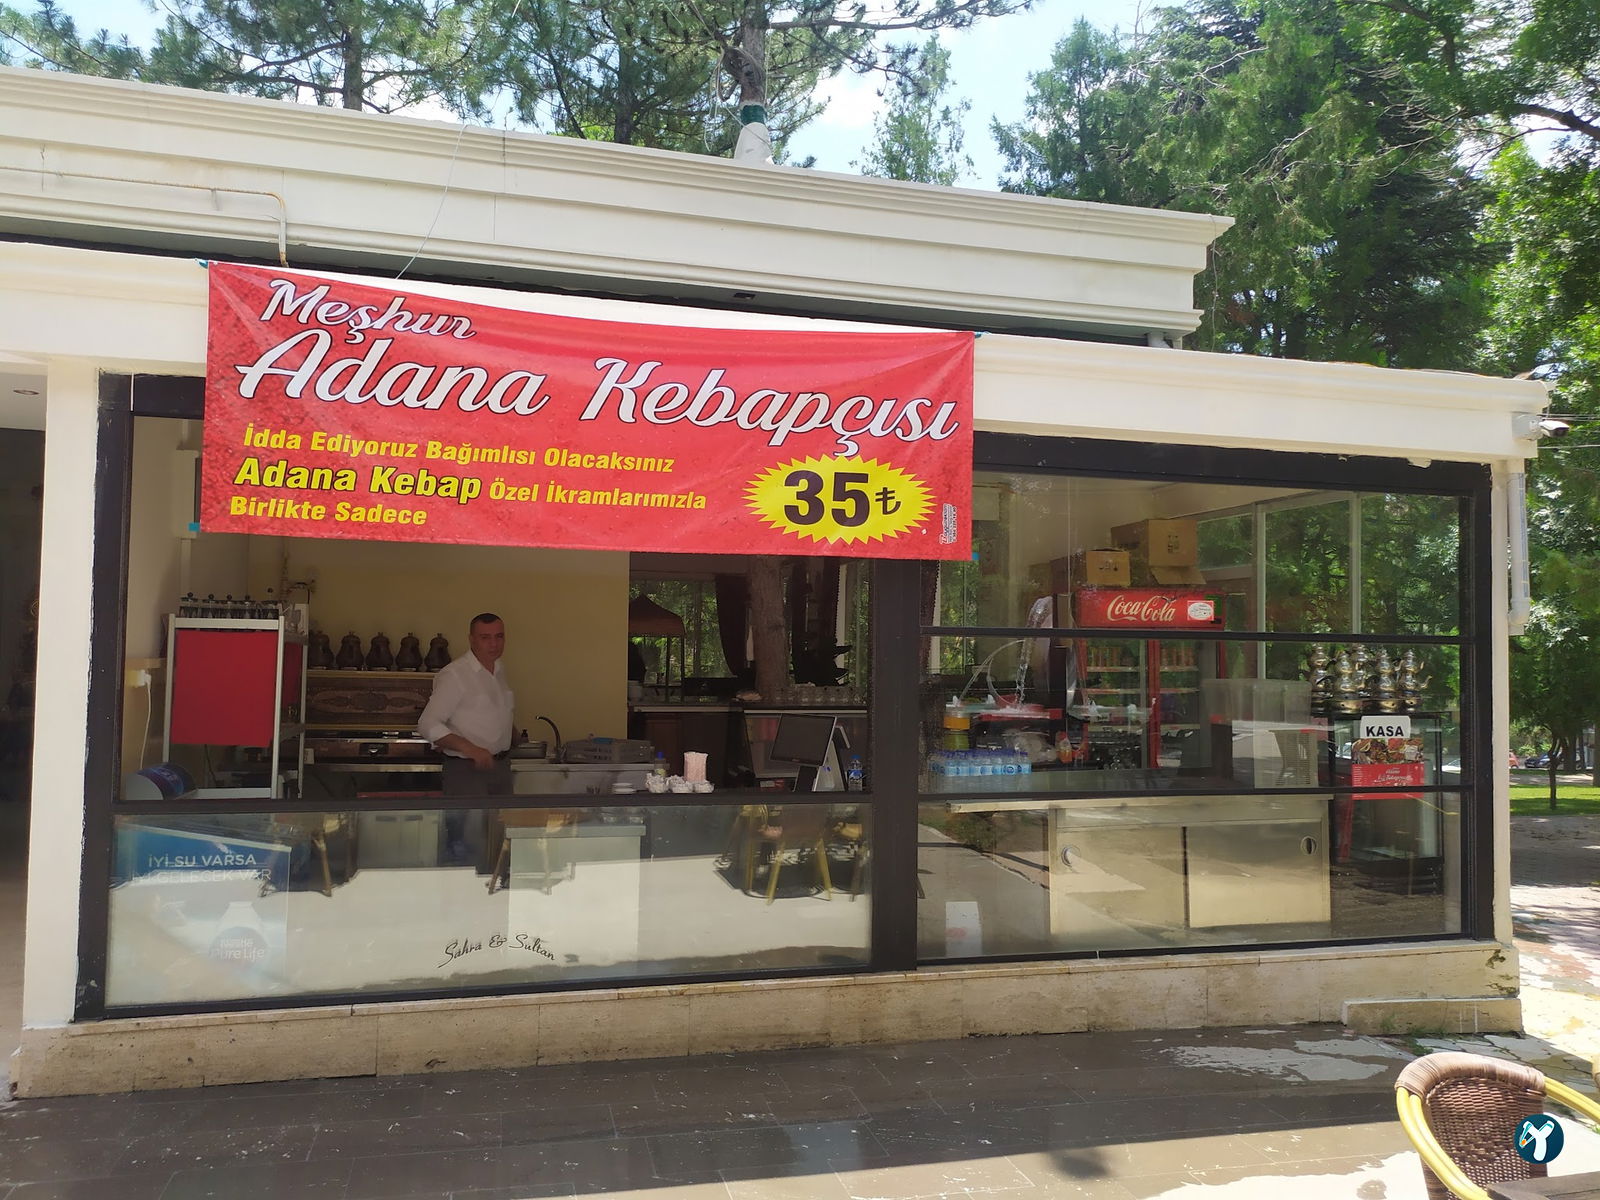 Meşhur
Adana Kebapçısı
İdda Ediyoruz Bağımlısı Olacaksınız
Adana Kebap Özel İkramlarımızla
Birlikte Sadece
35₺
Coca-Cola
KASA
İYİ SU VARSA
İYİ GELECEK VAR
Nestlé
Pure Life
Sahra & Sultan